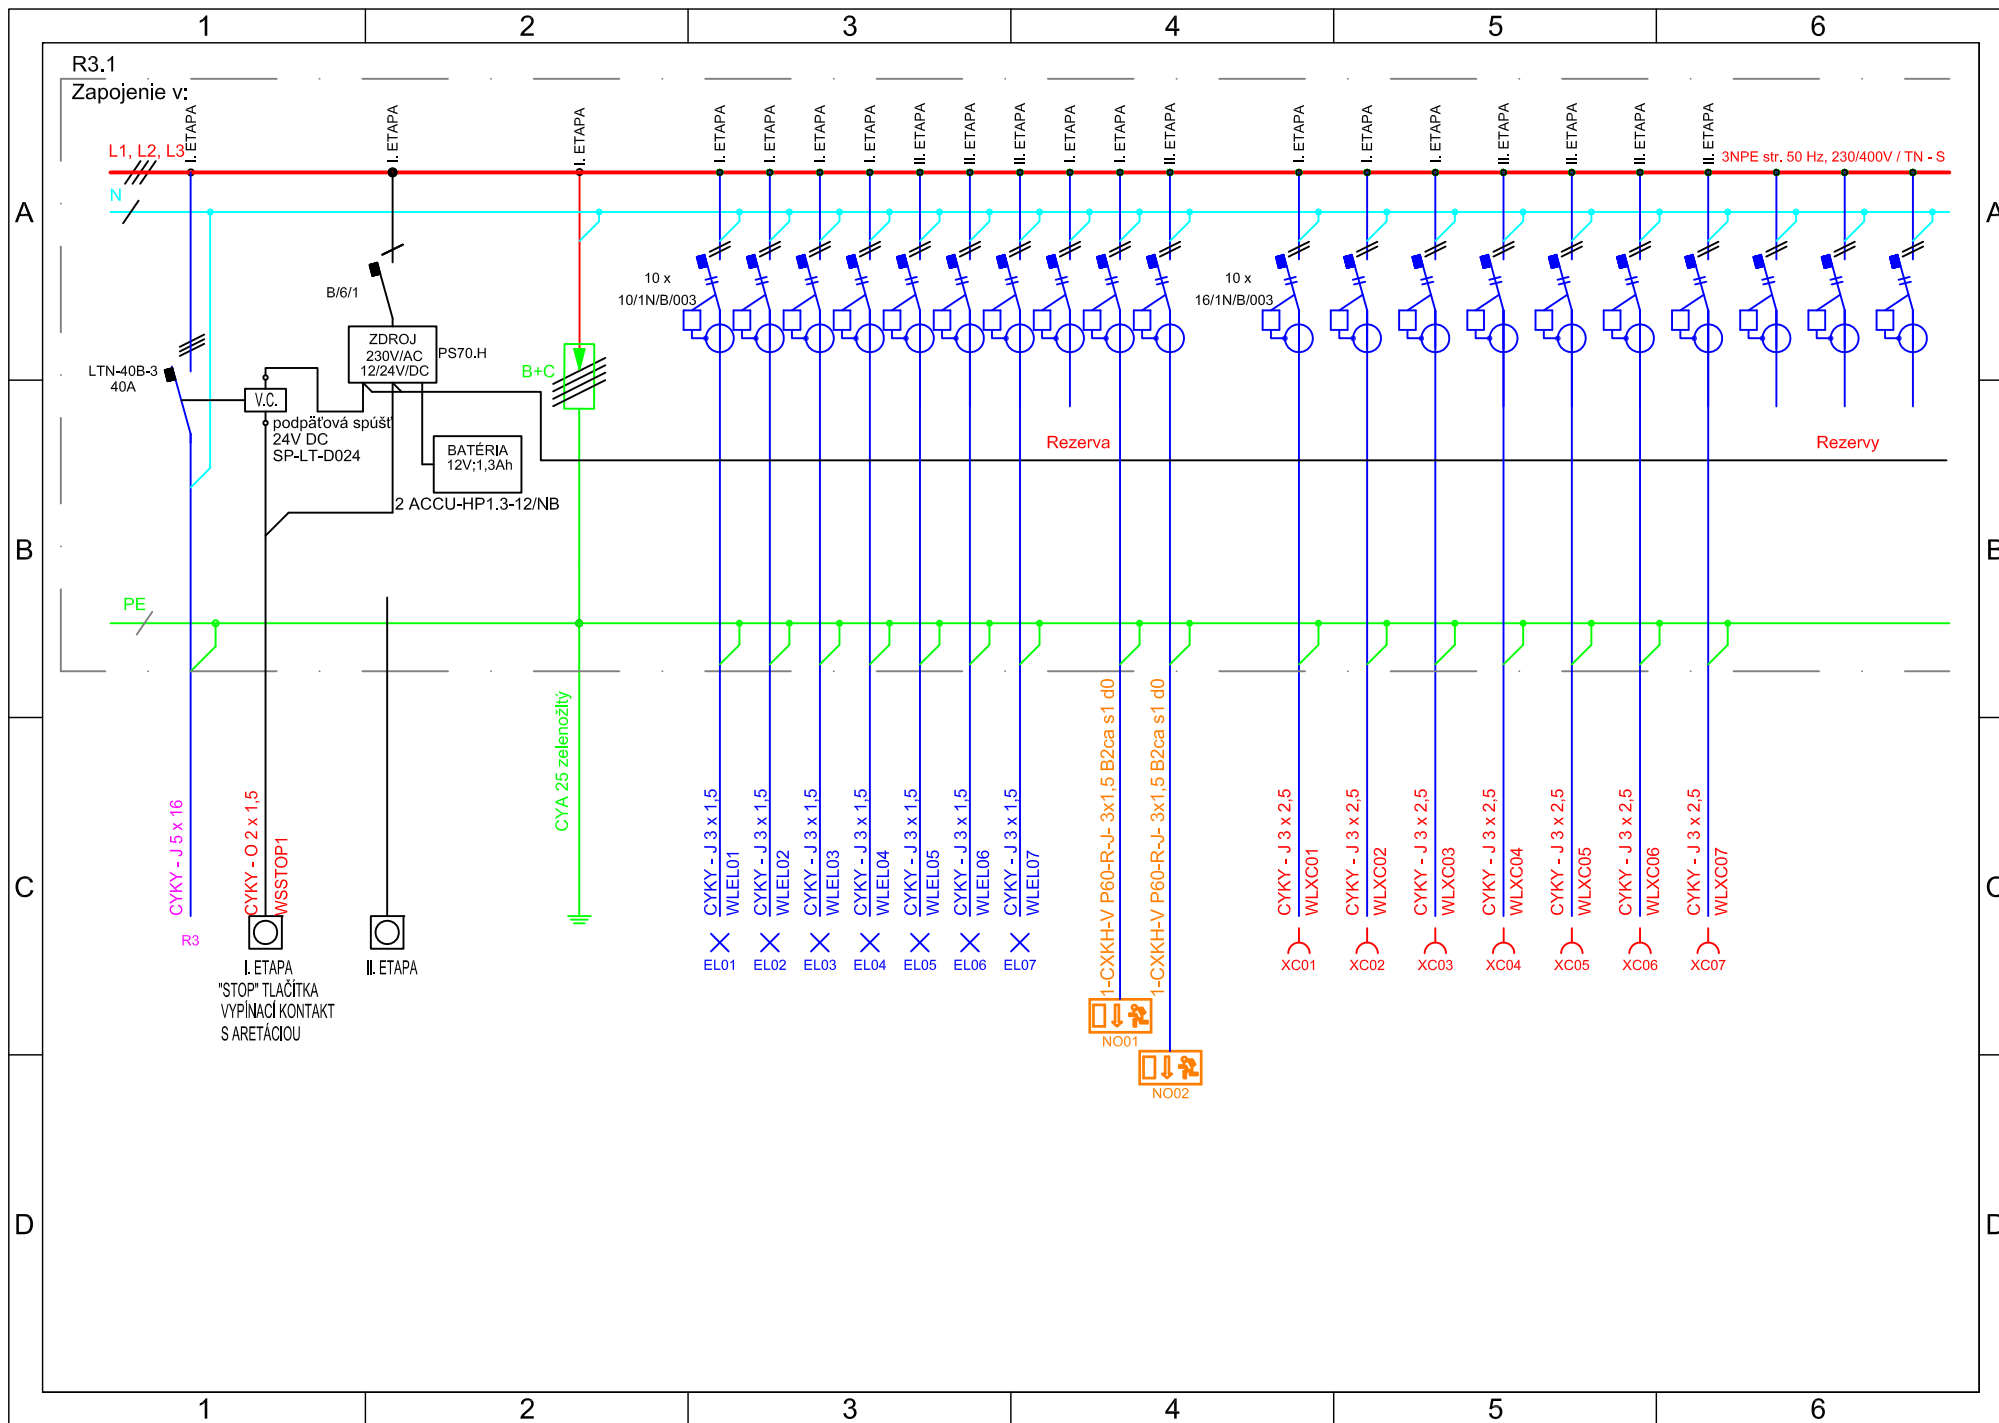 1 2 3 4 5 6
R3.1
Zapojenie v:
I. ETAPA
I. ETAPA
I. ETAPA
I. ETAPA
I. ETAPA
I. ETAPA
II. ETAPA
II. ETAPA
II. ETAPA
I. ETAPA
I. ETAPA
II. ETAPA
I. ETAPA
I. ETAPA
I. ETAPA
II. ETAPA
II. ETAPA
II. ETAPA
II. ETAPA
L1, L2, L3
3NPE str. 50 Hz, 230/400V / TN - S
N
A
A
B/6/1
10 x
10/1N/B/003
10 x
16/1N/B/003
ZDROJ
230V/AC
12/24V/DC
PS70.H
LTN-40B-3
40A
B+C
V.C.
podpäťová spúšť
24V DC
SP-LT-D024
BATÉRIA
12V;1,3Ah
2 ACCU-HP1.3-12/NB
Rezerva
Rezervy
B
B
PE
CYKY - J 5 x 16
R3
CYKY - O 2 x 1,5
WSSTOP1
I. ETAPA
"STOP" TLAČÍTKA
VYPÍNACÍ KONTAKT
S ARETÁCIOU
II. ETAPA
CYA 25 zelenožltý
CYKY - J 3 x 1,5
WLEL01
CYKY - J 3 x 1,5
WLEL02
CYKY - J 3 x 1,5
WLEL03
CYKY - J 3 x 1,5
WLEL04
CYKY - J 3 x 1,5
WLEL05
CYKY - J 3 x 1,5
WLEL06
CYKY - J 3 x 1,5
WLEL07
EL01 EL02 EL03 EL04 EL05 EL06 EL07
1-CXKH-V P60-R-J- 3x1,5 B2ca s1 d0
1-CXKH-V P60-R-J- 3x1,5 B2ca s1 d0
NO01
NO02
CYKY - J 3 x 2,5
WLXC01
CYKY - J 3 x 2,5
WLXC02
CYKY - J 3 x 2,5
WLXC03
CYKY - J 3 x 2,5
WLXC04
CYKY - J 3 x 2,5
WLXC05
CYKY - J 3 x 2,5
WLXC06
CYKY - J 3 x 2,5
WLXC07
XC01 XC02 XC03 XC04 XC05 XC06 XC07
C
C
D
D
1 2 3 4 5 6